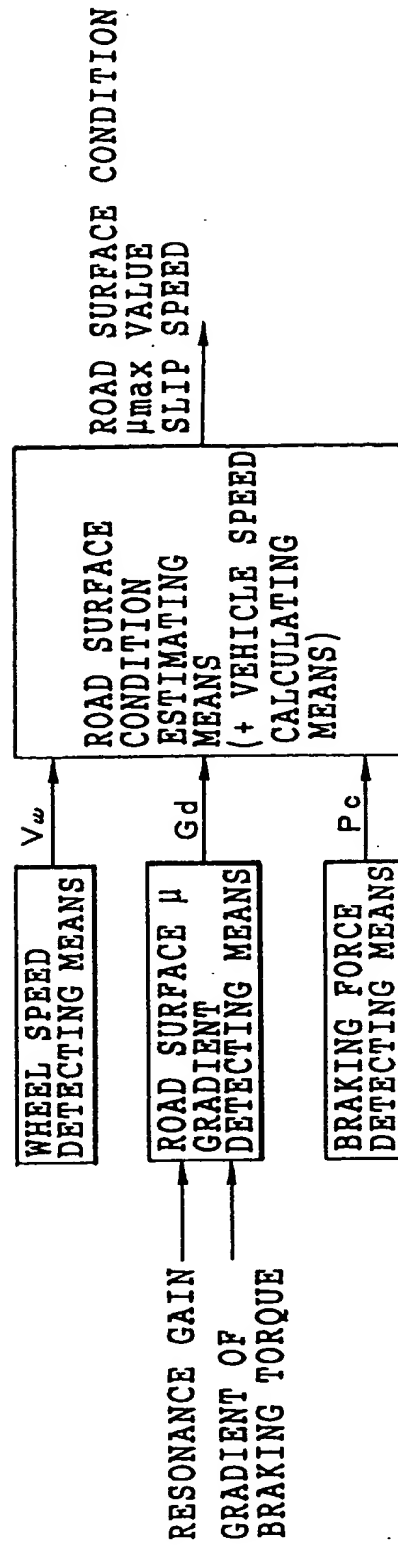 RESONANCE GAIN
GRADIENT OF
BRAKING TORQUE
WHEEL SPEED
DETECTING MEANS
ROAD SURFACE μ
GRADIENT
DETECTING MEANS
BRAKING FORCE
DETECTING MEANS
Vω
Gd
Pc
ROAD SURFACE
CONDITION
ESTIMATING
MEANS
(+ VEHICLE SPEED
CALCULATING
MEANS)
ROAD SURFACE CONDITION
μmax VALUE
SLIP SPEED